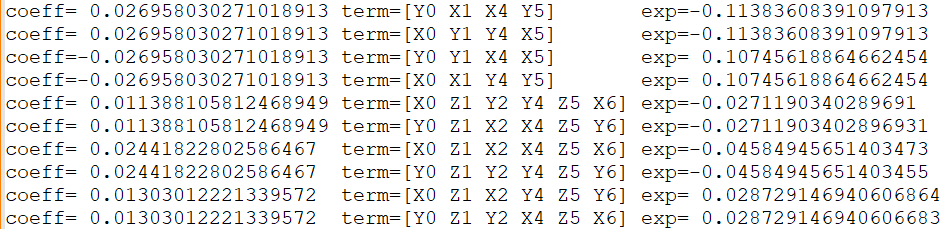 coeff= 0.026958030271018913 term=[Y0 X1 X4 Y5]       exp=-0.11383608391097913
coeff= 0.026958030271018913 term=[X0 Y1 Y4 X5]       exp=-0.11383608391097913
coeff=-0.026958030271018913 term=[Y0 Y1 X4 X5]       exp= 0.10745618864662454
coeff=-0.026958030271018913 term=[X0 X1 Y4 Y5]       exp= 0.10745618864662454
coeff= 0.011388105812468949 term=[X0 Z1 Y2 Y4 Z5 X6] exp=-0.0271190340289691
coeff= 0.011388105812468949 term=[Y0 Z1 X2 X4 Z5 Y6] exp=-0.02711903402896931
coeff= 0.02441822802586467  term=[X0 Z1 X2 X4 Z5 X6] exp=-0.04584945651403473
coeff= 0.02441822802586467  term=[Y0 Z1 Y2 Y4 Z5 Y6] exp=-0.04584945651403455
coeff= 0.01303012221339572  term=[X0 Z1 X2 Y4 Z5 Y6] exp= 0.028729146940606864
coeff= 0.01303012221339572  term=[Y0 Z1 Y2 X4 Z5 X6] exp= 0.028729146940606683